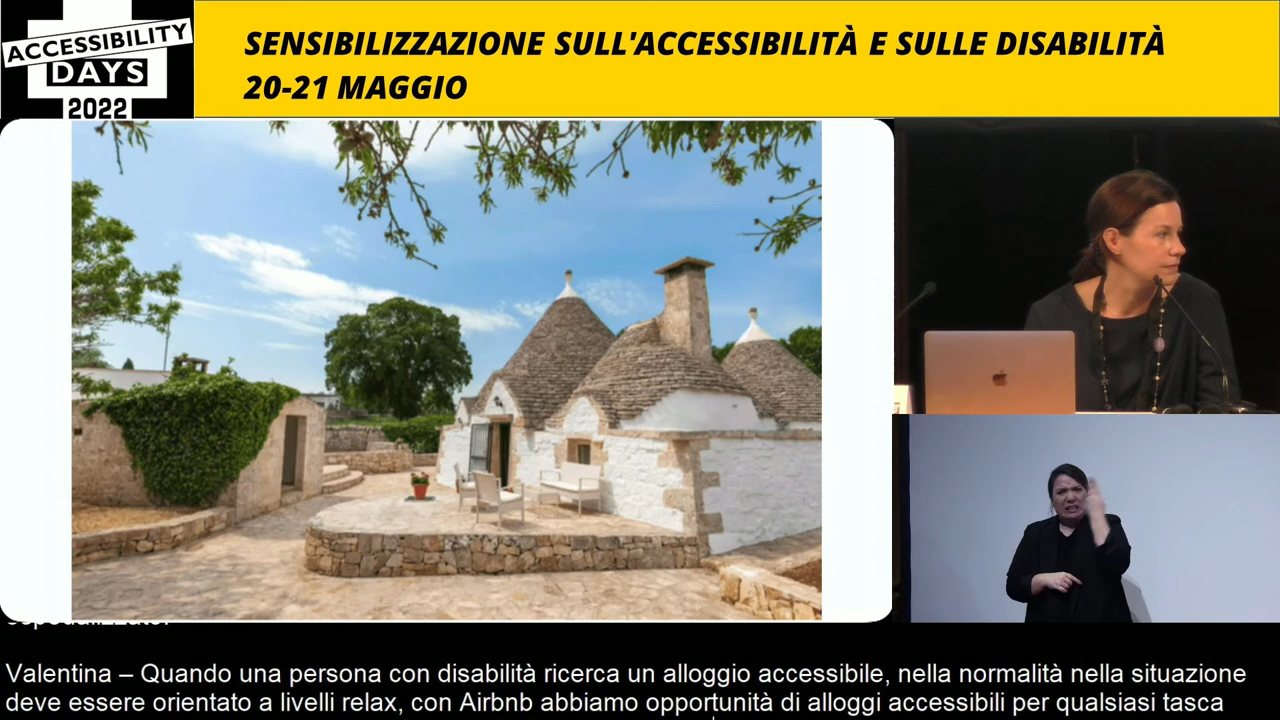 ACCESSIBILITY
DAYS
2022
SENSIBILIZZAZIONE SULL'ACCESSIBILITÀ E SULLE DISABILITÀ
20-21 MAGGIO
Valentina – Quando una persona con disabilità ricerca un alloggio accessibile, nella normalità nella situazione
deve essere orientato a livelli relax, con Airbnb abbiamo opportunità di alloggi accessibili per qualsiasi tasca